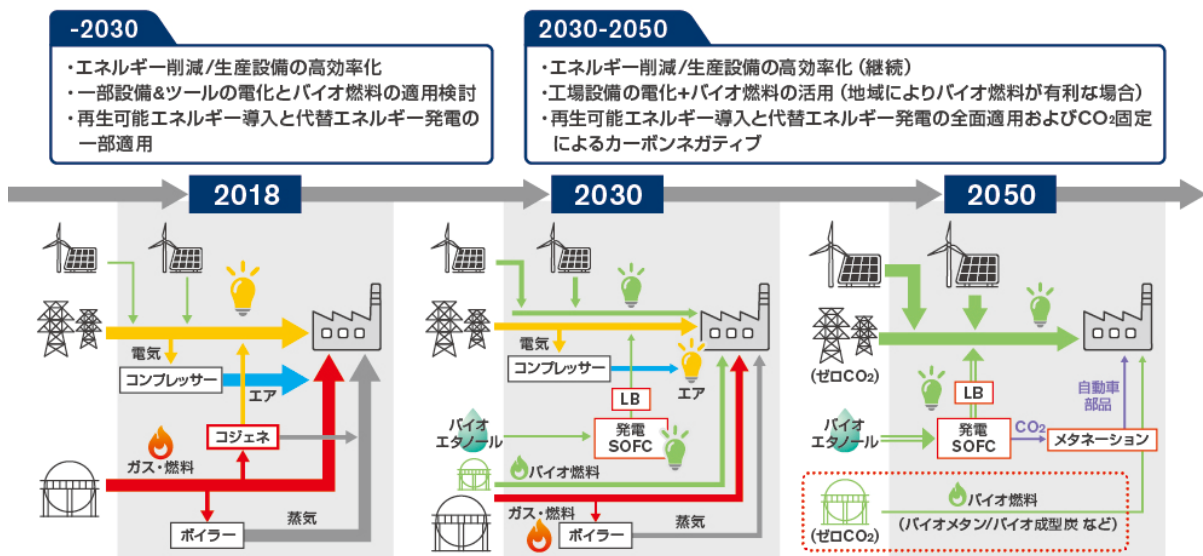 -2030
・エネルギー削減/生産設備の高効率化
・一部設備&ツールの電化とバイオ燃料の適用検討
・再生可能エネルギー導入と代替エネルギー発電の
一部適用
2030-2050
・エネルギー削減/生産設備の高効率化(継続)
・工場設備の電化+バイオ燃料の活用(地域によりバイオ燃料が有利な場合)
・再生可能エネルギー導入と代替エネルギー発電の全面適用およびCO₂固定
によるカーボンネガティブ
2018
電気
コンプレッサー
エア
コジェネ
ガス・燃料
ボイラー
蒸気
2030
電気
コンプレッサー
エア
LB
バイオ
エタノール
発電
SOFC
バイオ燃料
ガス・燃料
ボイラー
蒸気
2050
(ゼロCO₂)
LB
自動車
部品
バイオ
エタノール
発電
SOFC
CO₂
メタネーション
バイオ燃料
(ゼロCO₂)
(バイオメタン/バイオ成型炭 など)